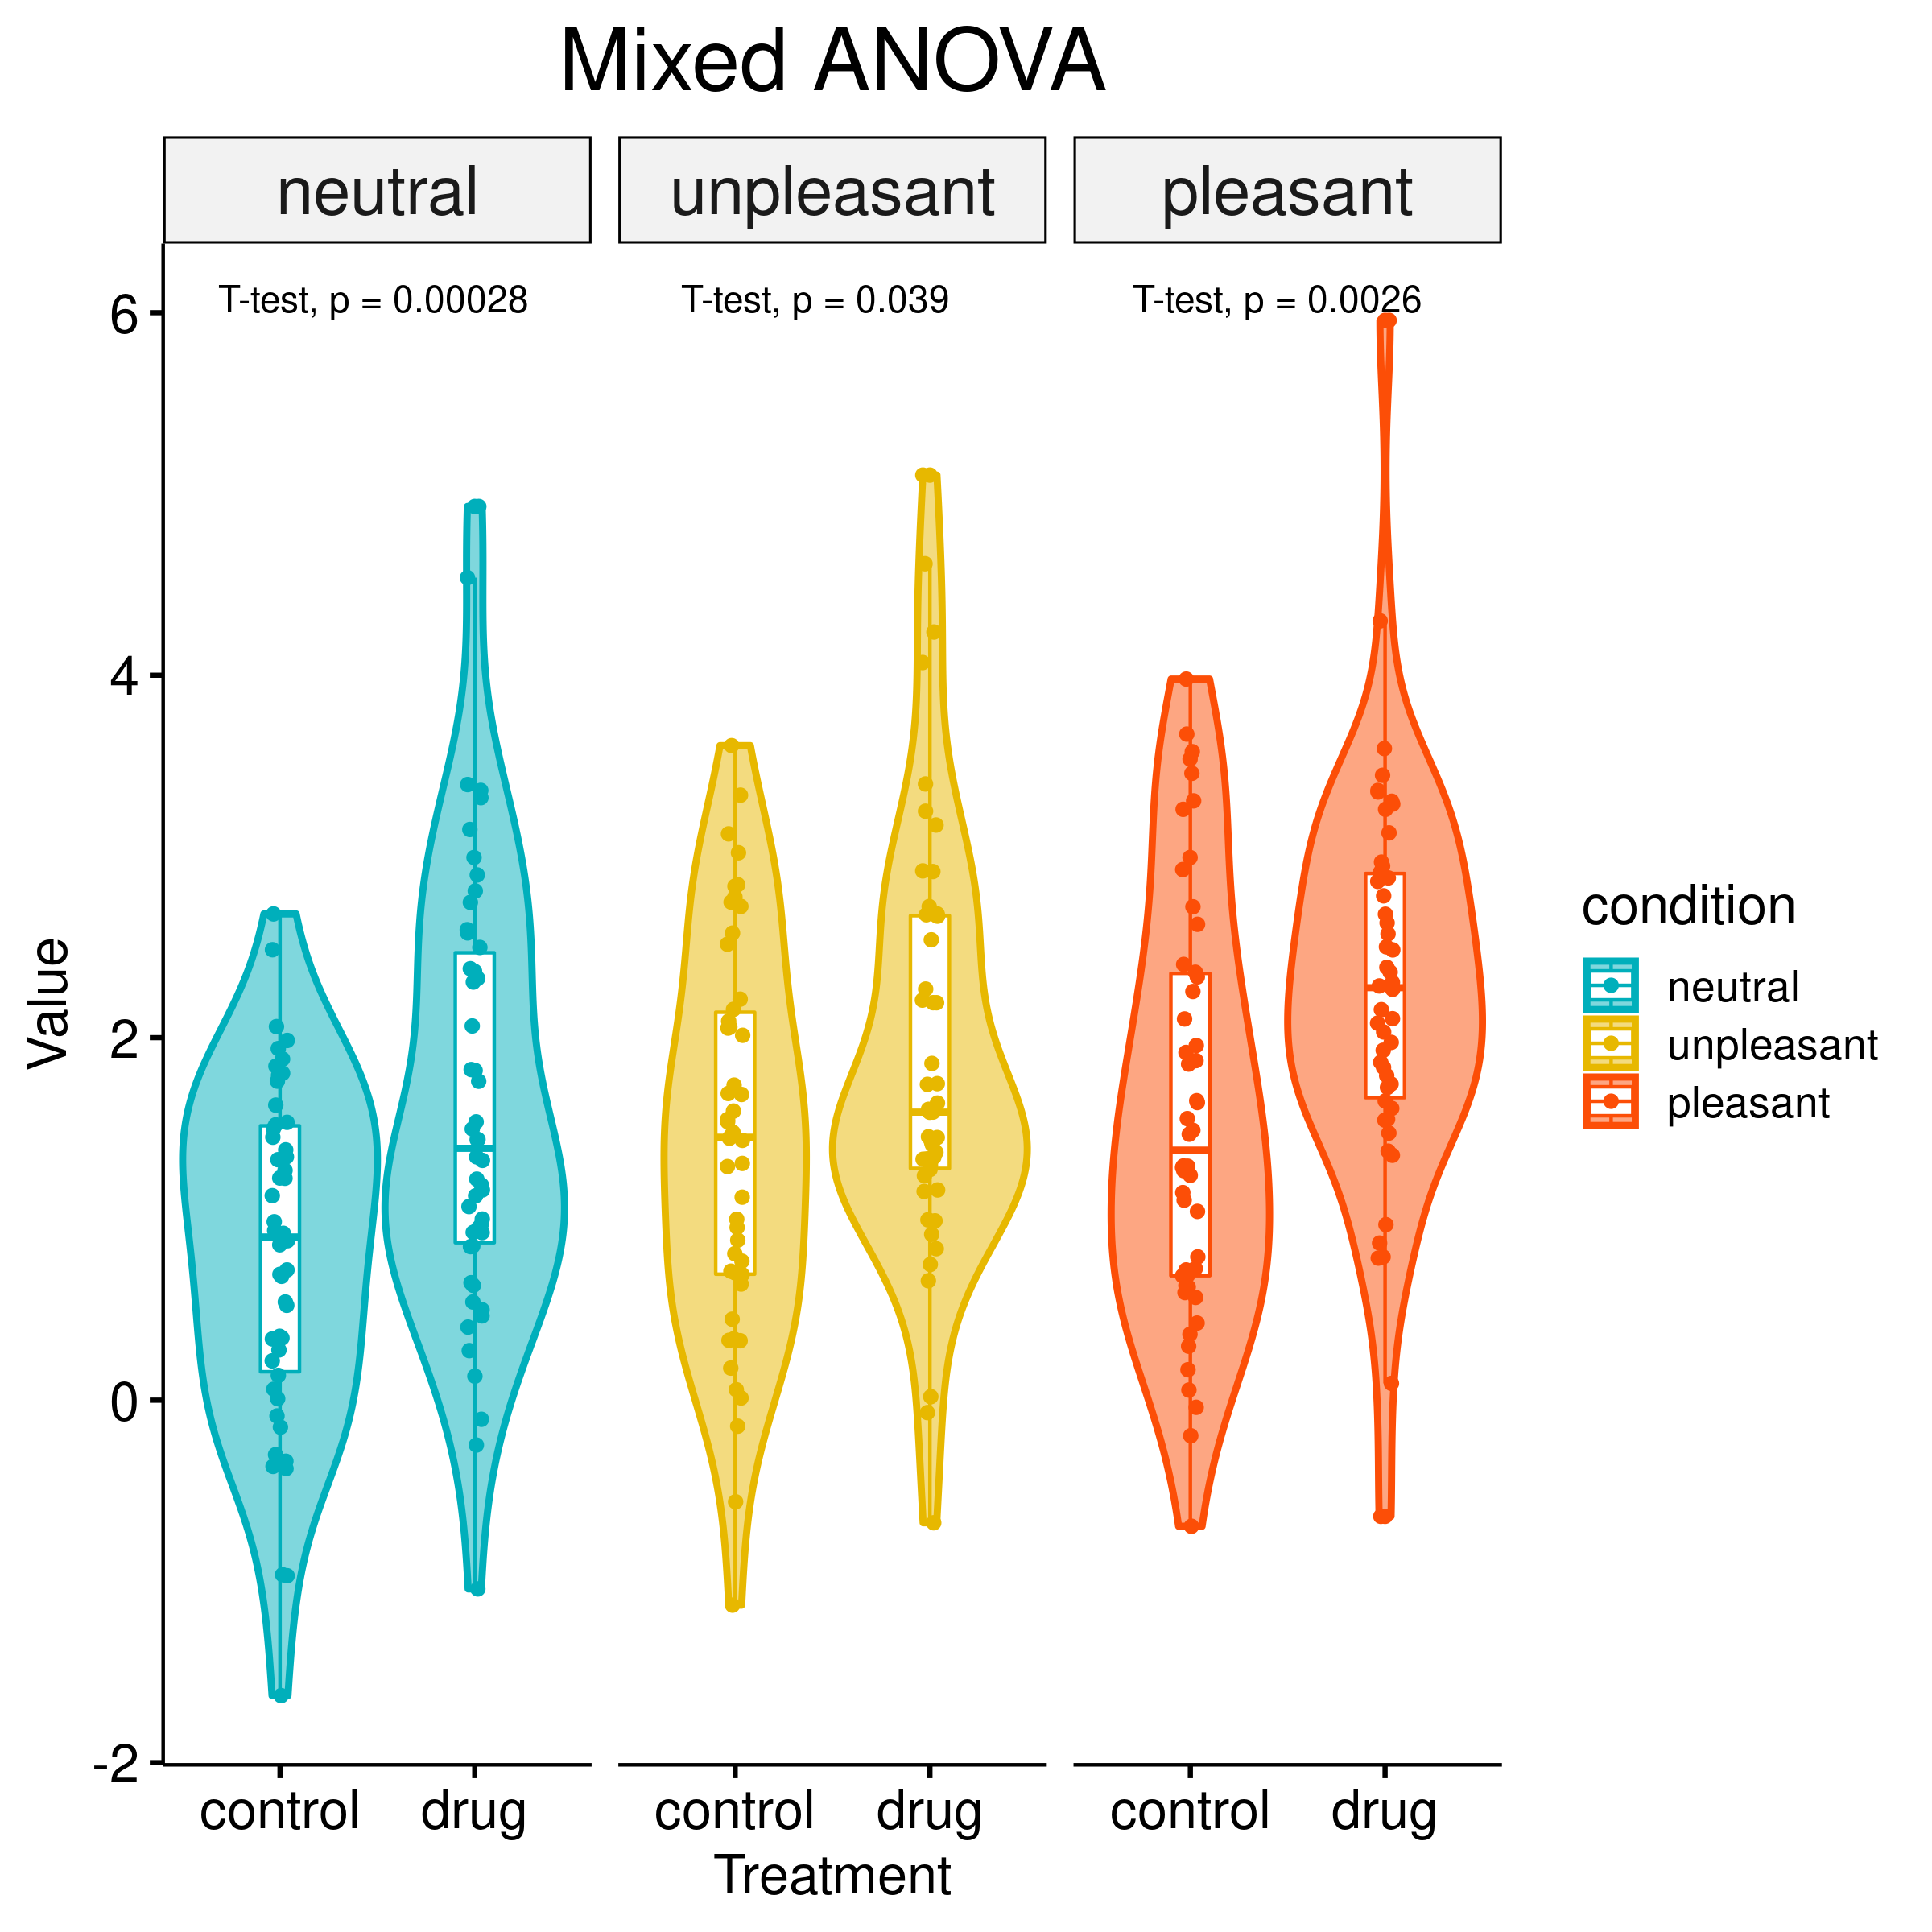 Mixed ANOVA
neutral unpleasant pleasant
T-test, p = 0.00028 T-test, p = 0.039 T-test, p = 0.0026
6
4
2
0
-2
Value
control drug control drug control drug
Treatment
condition
neutral
unpleasant
pleasant